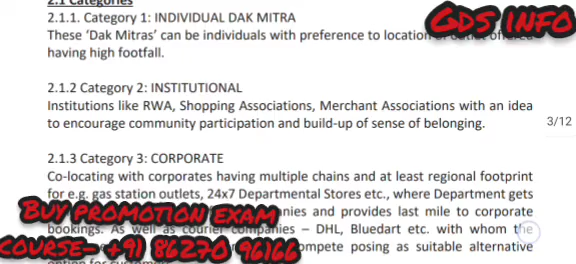 2.1 Categories
2.1.1. Category 1: INDIVIDUAL DAK MITRA
These ‘Dak Mitras’ can be individuals with preference to location
having high footfall.
GDS INFO
2.1.2 Category 2: INSTITUTIONAL
Institutions like RWA, Shopping Associations, Merchant Associations with an idea
to encourage community participation and build-up of sense of belonging.
3/12
2.1.3 Category 3: CORPORATE
Co-locating with corporates having multiple chains and at least regional footprint
for e.g. gas station outlets, 24x7 Departmental Stores etc., where Department gets
and provides last mile to corporate
BUY PROMOTION EXAM
bookings. As well as courier companies – DHL, Bluedart etc. with whom the
COURSE- +91 86270 96166
posing as suitable alternative